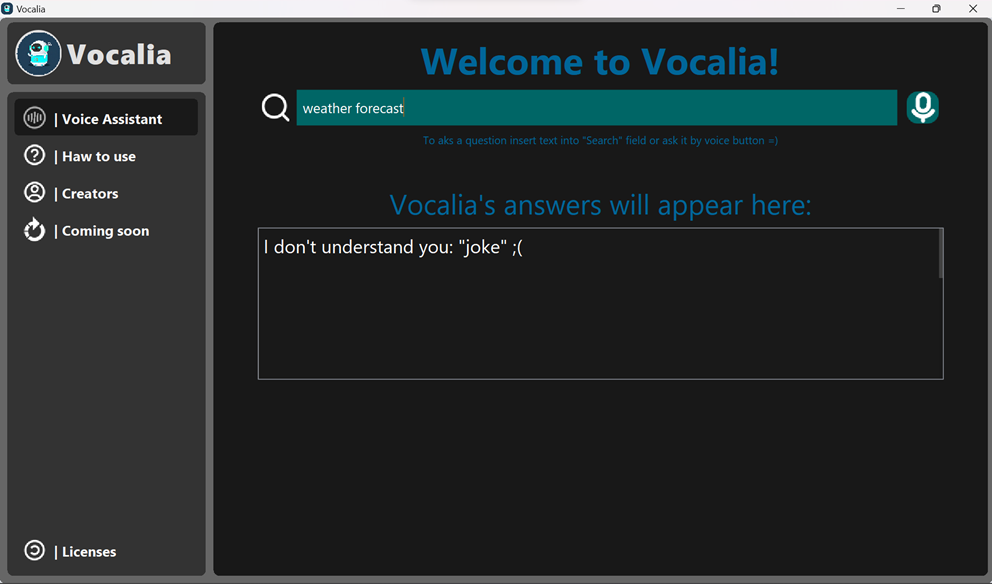 Vocalia
Vocalia
| Voice Assistant
| Haw to use
| Creators
| Coming soon
| Licenses
Welcome to Vocalia!
weather forecast
To aks a question insert text into "Search" field or ask it by voice button =)
Vocalia's answers will appear here:
I don't understand you: "joke" ;(